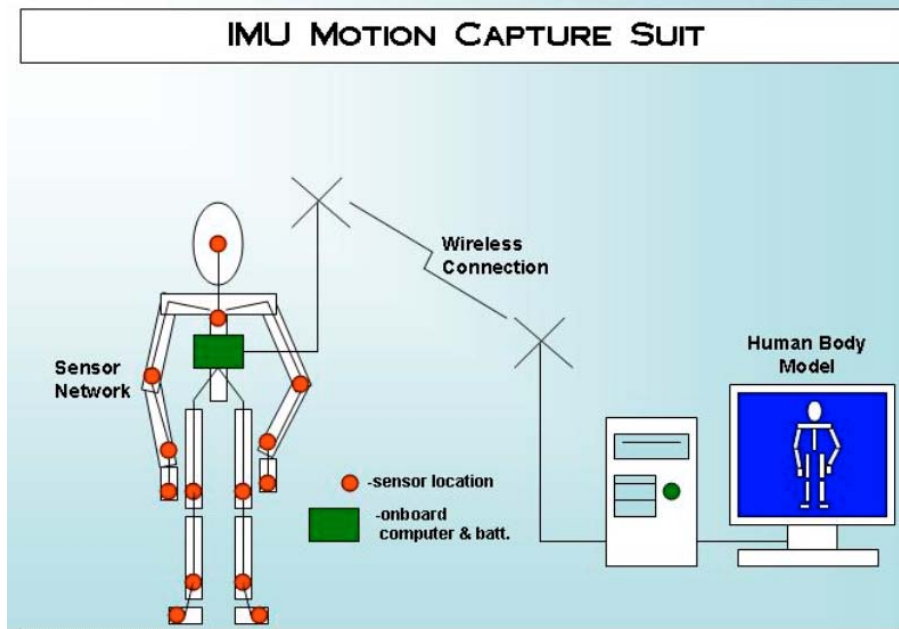 IMU MOTION CAPTURE SUIT
Wireless
Connection
Sensor
Network
Human Body
Model
-sensor location
-onboard
computer & batt.